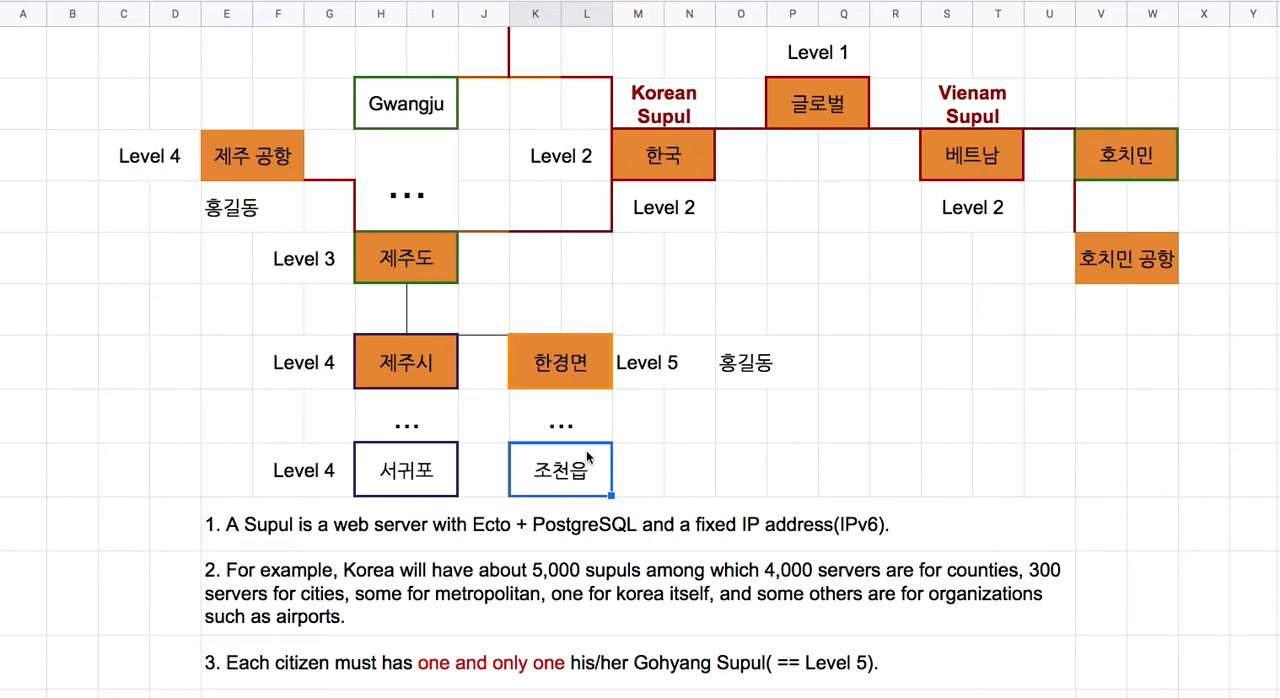 A B C D E F G H I J K L M N O P Q R S T U V W X Y
Level 1
Gwangju
Korean
Supul
글로벌
Vienam
Supul
Level 4
제주 공항
Level 2
한국
베트남
호치민
홍길동
...
Level 2
Level 2
Level 3
제주도
호치민 공항
Level 4
제주시
한경면
Level 5
홍길동
...
...
Level 4
서귀포
조천읍
1. A Supul is a web server with Ecto + PostgreSQL and a fixed IP address(IPv6).
2. For example, Korea will have about 5,000 supuls among which 4,000 servers are for counties, 300
servers for cities, some for metropolitan, one for korea itself, and some others are for organizations
such as airports.
3. Each citizen must has one and only one his/her Gohyang Supul( == Level 5).